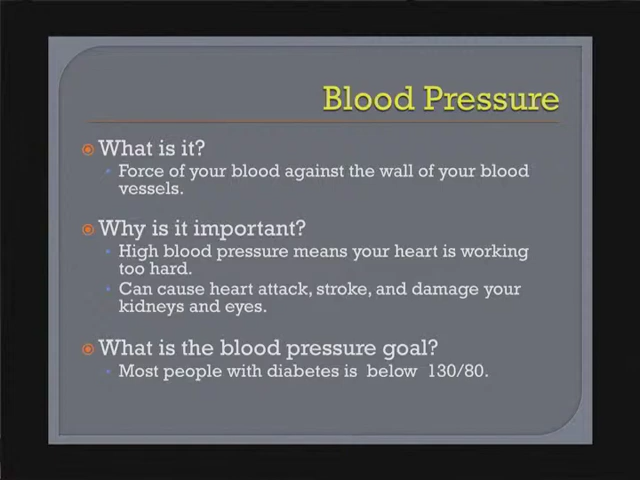 Blood Pressure
What is it?
Force of your blood against the wall of your blood
vessels.
Why is it important?
High blood pressure means your heart is working
too hard.
Can cause heart attack, stroke, and damage your
kidneys and eyes.
What is the blood pressure goal?
Most people with diabetes is below 130/80.